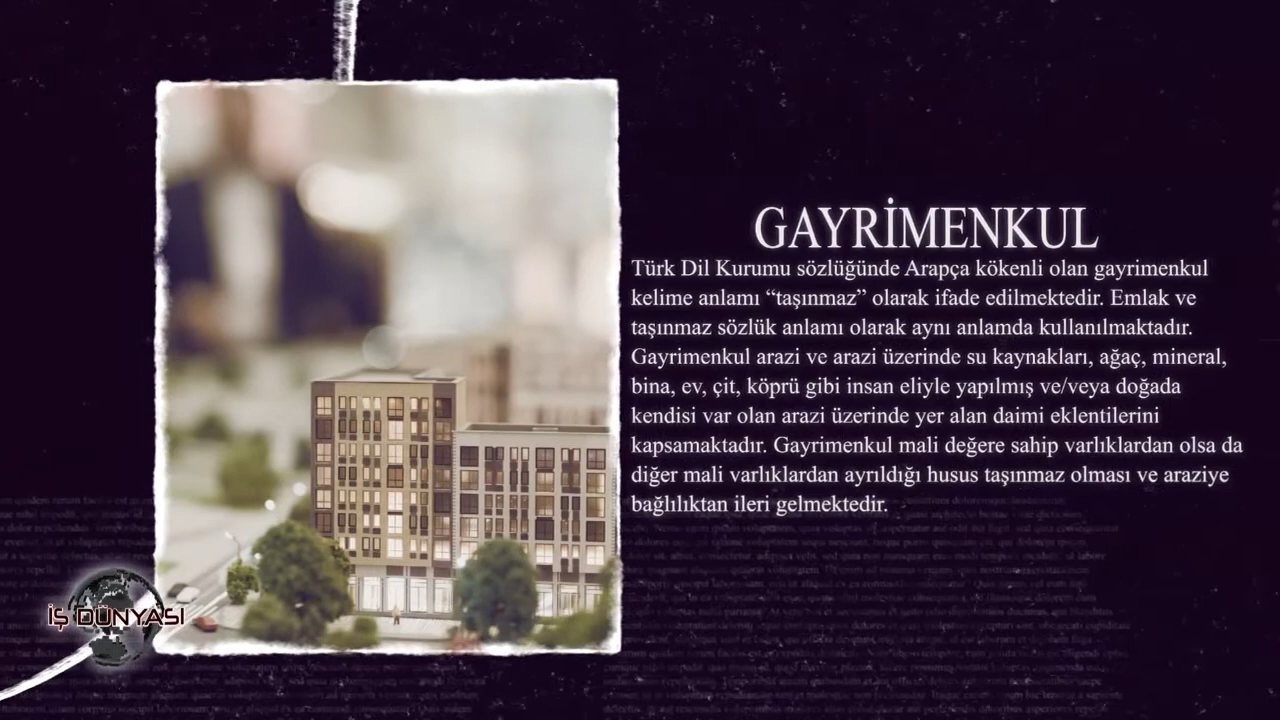 GAYRİMENKUL
Türk Dil Kurumu sözlüğünde Arapça kökenli olan gayrimenkul
kelime anlamı “taşınmaz” olarak ifade edilmektedir. Emlak ve
taşınmaz sözlük anlamı olarak aynı anlamda kullanılmaktadır.
Gayrimenkul arazi ve arazi üzerinde su kaynakları, ağaç, mineral,
bina, ev, çit, köprü gibi insan eliyle yapılmış ve/veya doğada
kendisi var olan arazi üzerinde yer alan daimi eklentilerini
kapsamaktadır. Gayrimenkul mali değere sahip varlıklardan olsa da
diğer mali varlıklardan ayrıldığı husus taşınmaz olması ve araziye
bağlılıktan ileri gelmektedir.
İŞ DÜNYASI